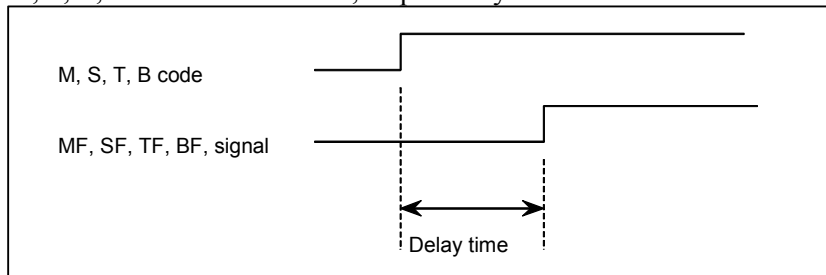 M, S, T, B code
MF, SF, TF, BF, signal
Delay time